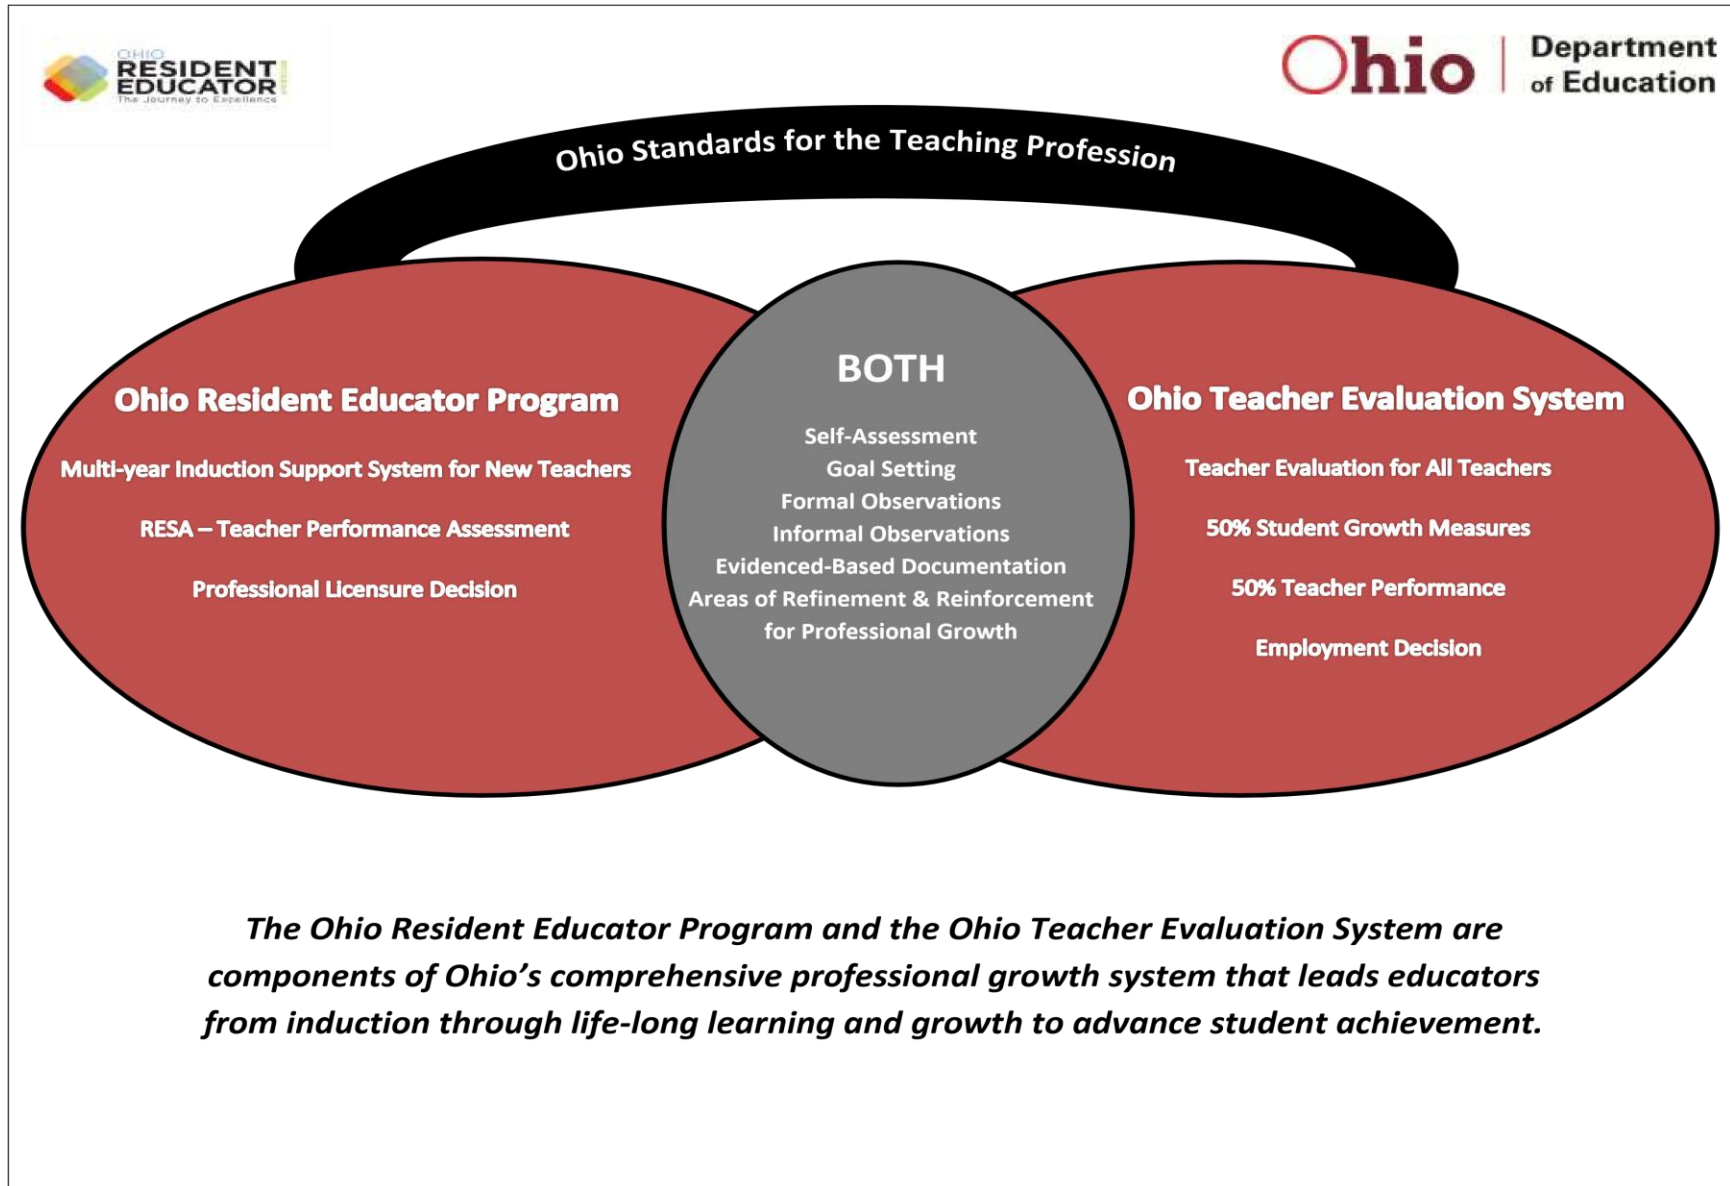 OHIO
RESIDENT
EDUCATOR
The Journey to Excellence
Ohio
Department
of Education
Ohio Standards for the Teaching Profession
Ohio Resident Educator Program
Multi-year Induction Support System for New Teachers
RESA – Teacher Performance Assessment
Professional Licensure Decision
BOTH
Self-Assessment
Goal Setting
Formal Observations
Informal Observations
Evidenced-Based Documentation
Areas of Refinement & Reinforcement
for Professional Growth
Ohio Teacher Evaluation System
Teacher Evaluation for All Teachers
50% Student Growth Measures
50% Teacher Performance
Employment Decision
The Ohio Resident Educator Program and the Ohio Teacher Evaluation System are
components of Ohio’s comprehensive professional growth system that leads educators
from induction through life-long learning and growth to advance student achievement.